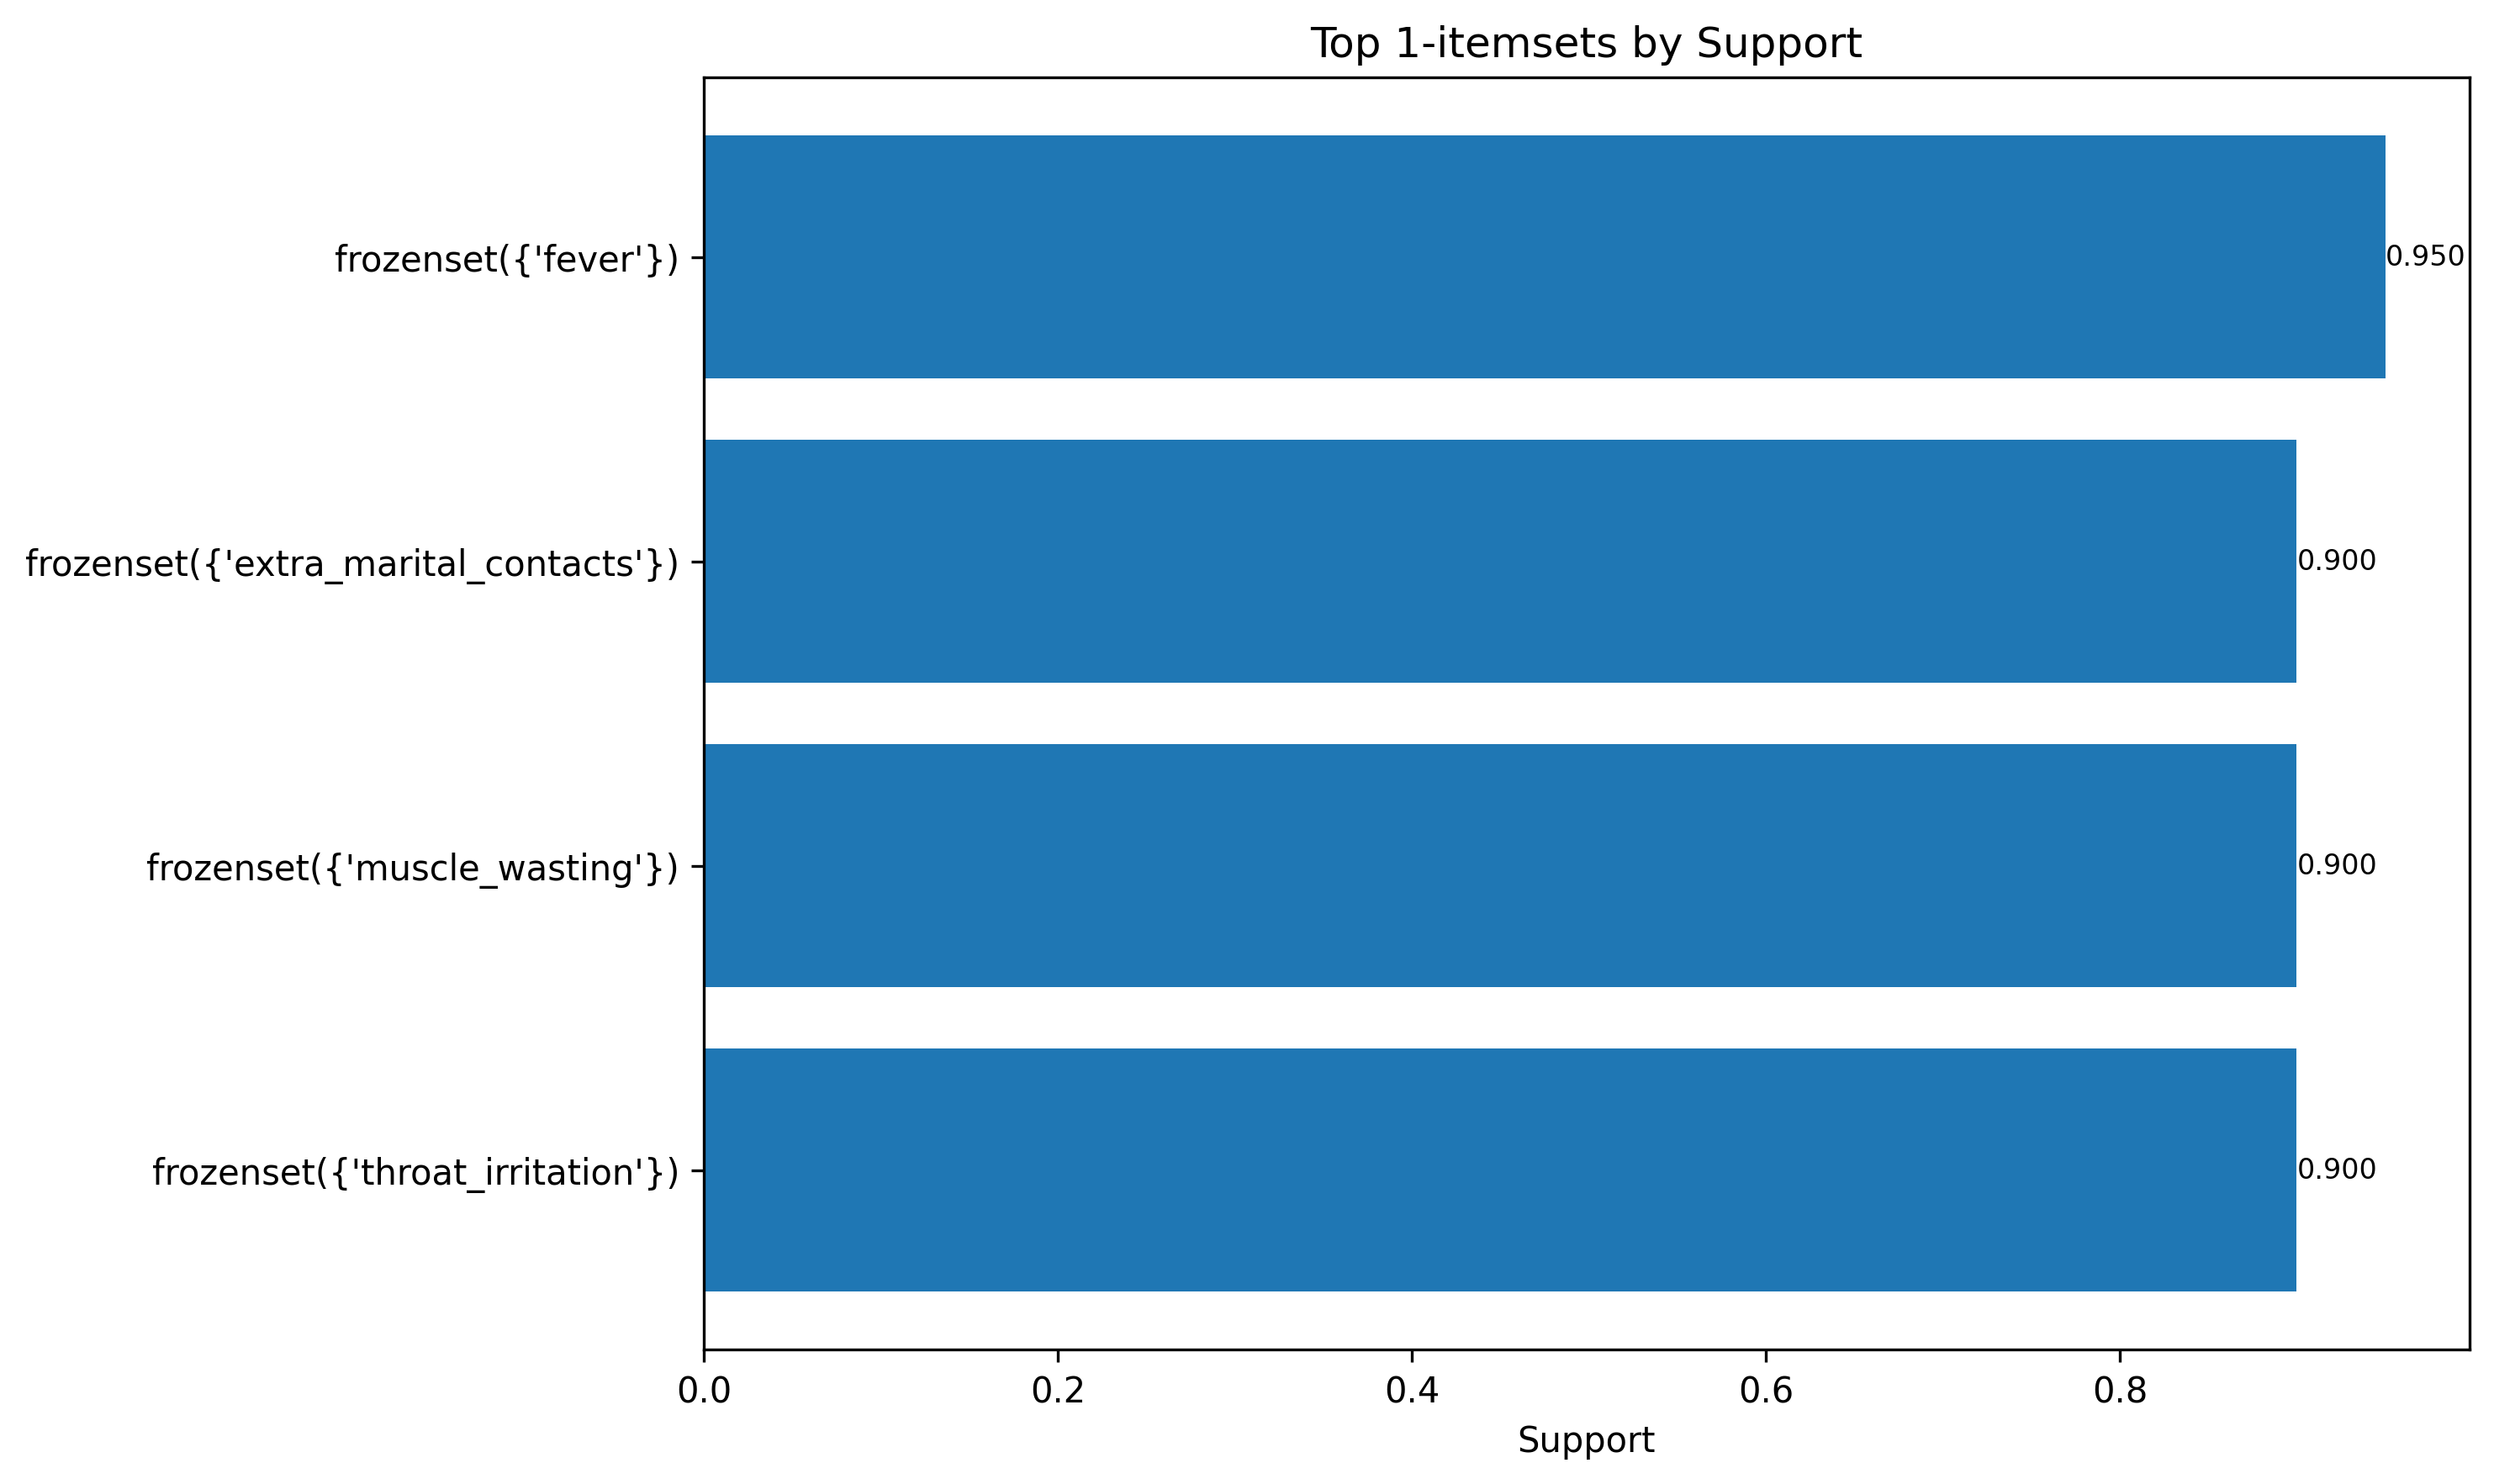 Top 1-itemsets by Support
frozenset({'fever'})
0.950
frozenset({'extra_marital_contacts'})
0.900
frozenset({'muscle_wasting'})
0.900
frozenset({'throat_irritation'})
0.900
0.0 0.2 0.4 0.6 0.8
Support